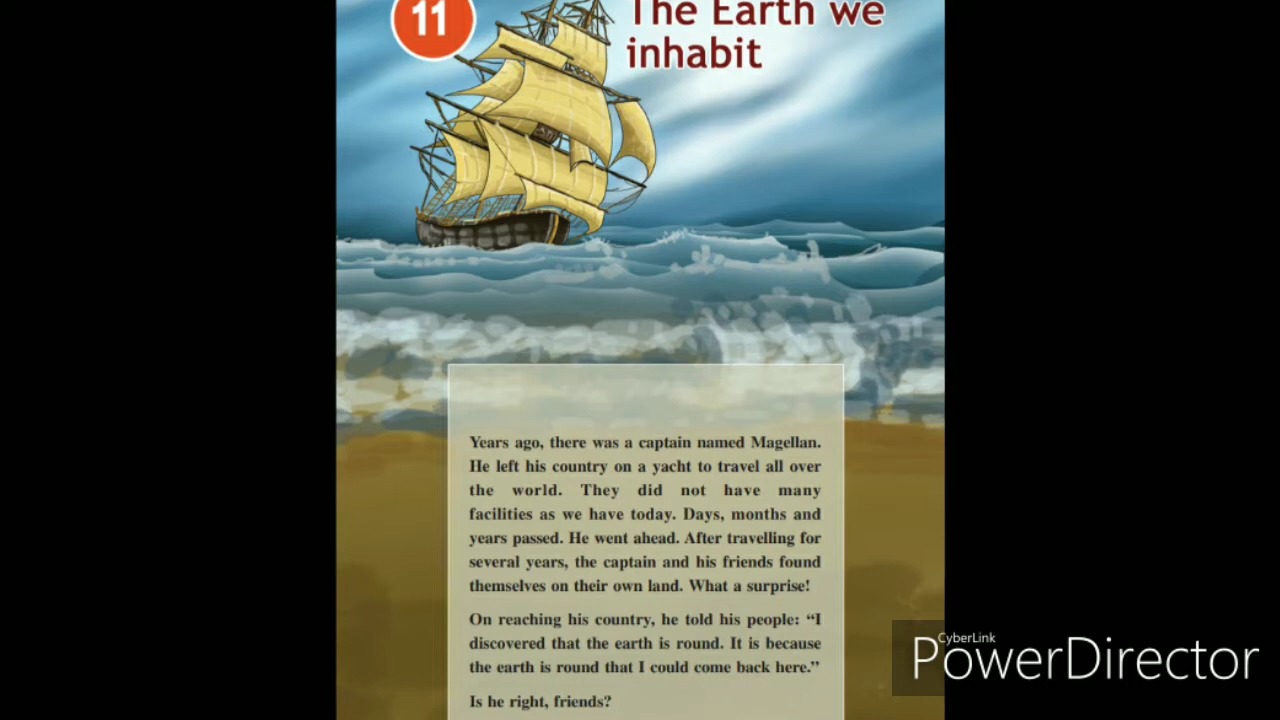 11
The Earth we
inhabit
Years ago, there was a captain named Magellan.
He left his country on a yacht to travel all over
the world. They did not have many
facilities as we have today. Days, months and
years passed. He went ahead. After travelling for
several years, the captain and his friends found
themselves on their own land. What a surprise!
On reaching his country, he told his people: “I
discovered that the earth is round. It is because
the earth is round that I could come back here.”
Is he right, friends?
CyberLink
PowerDirector